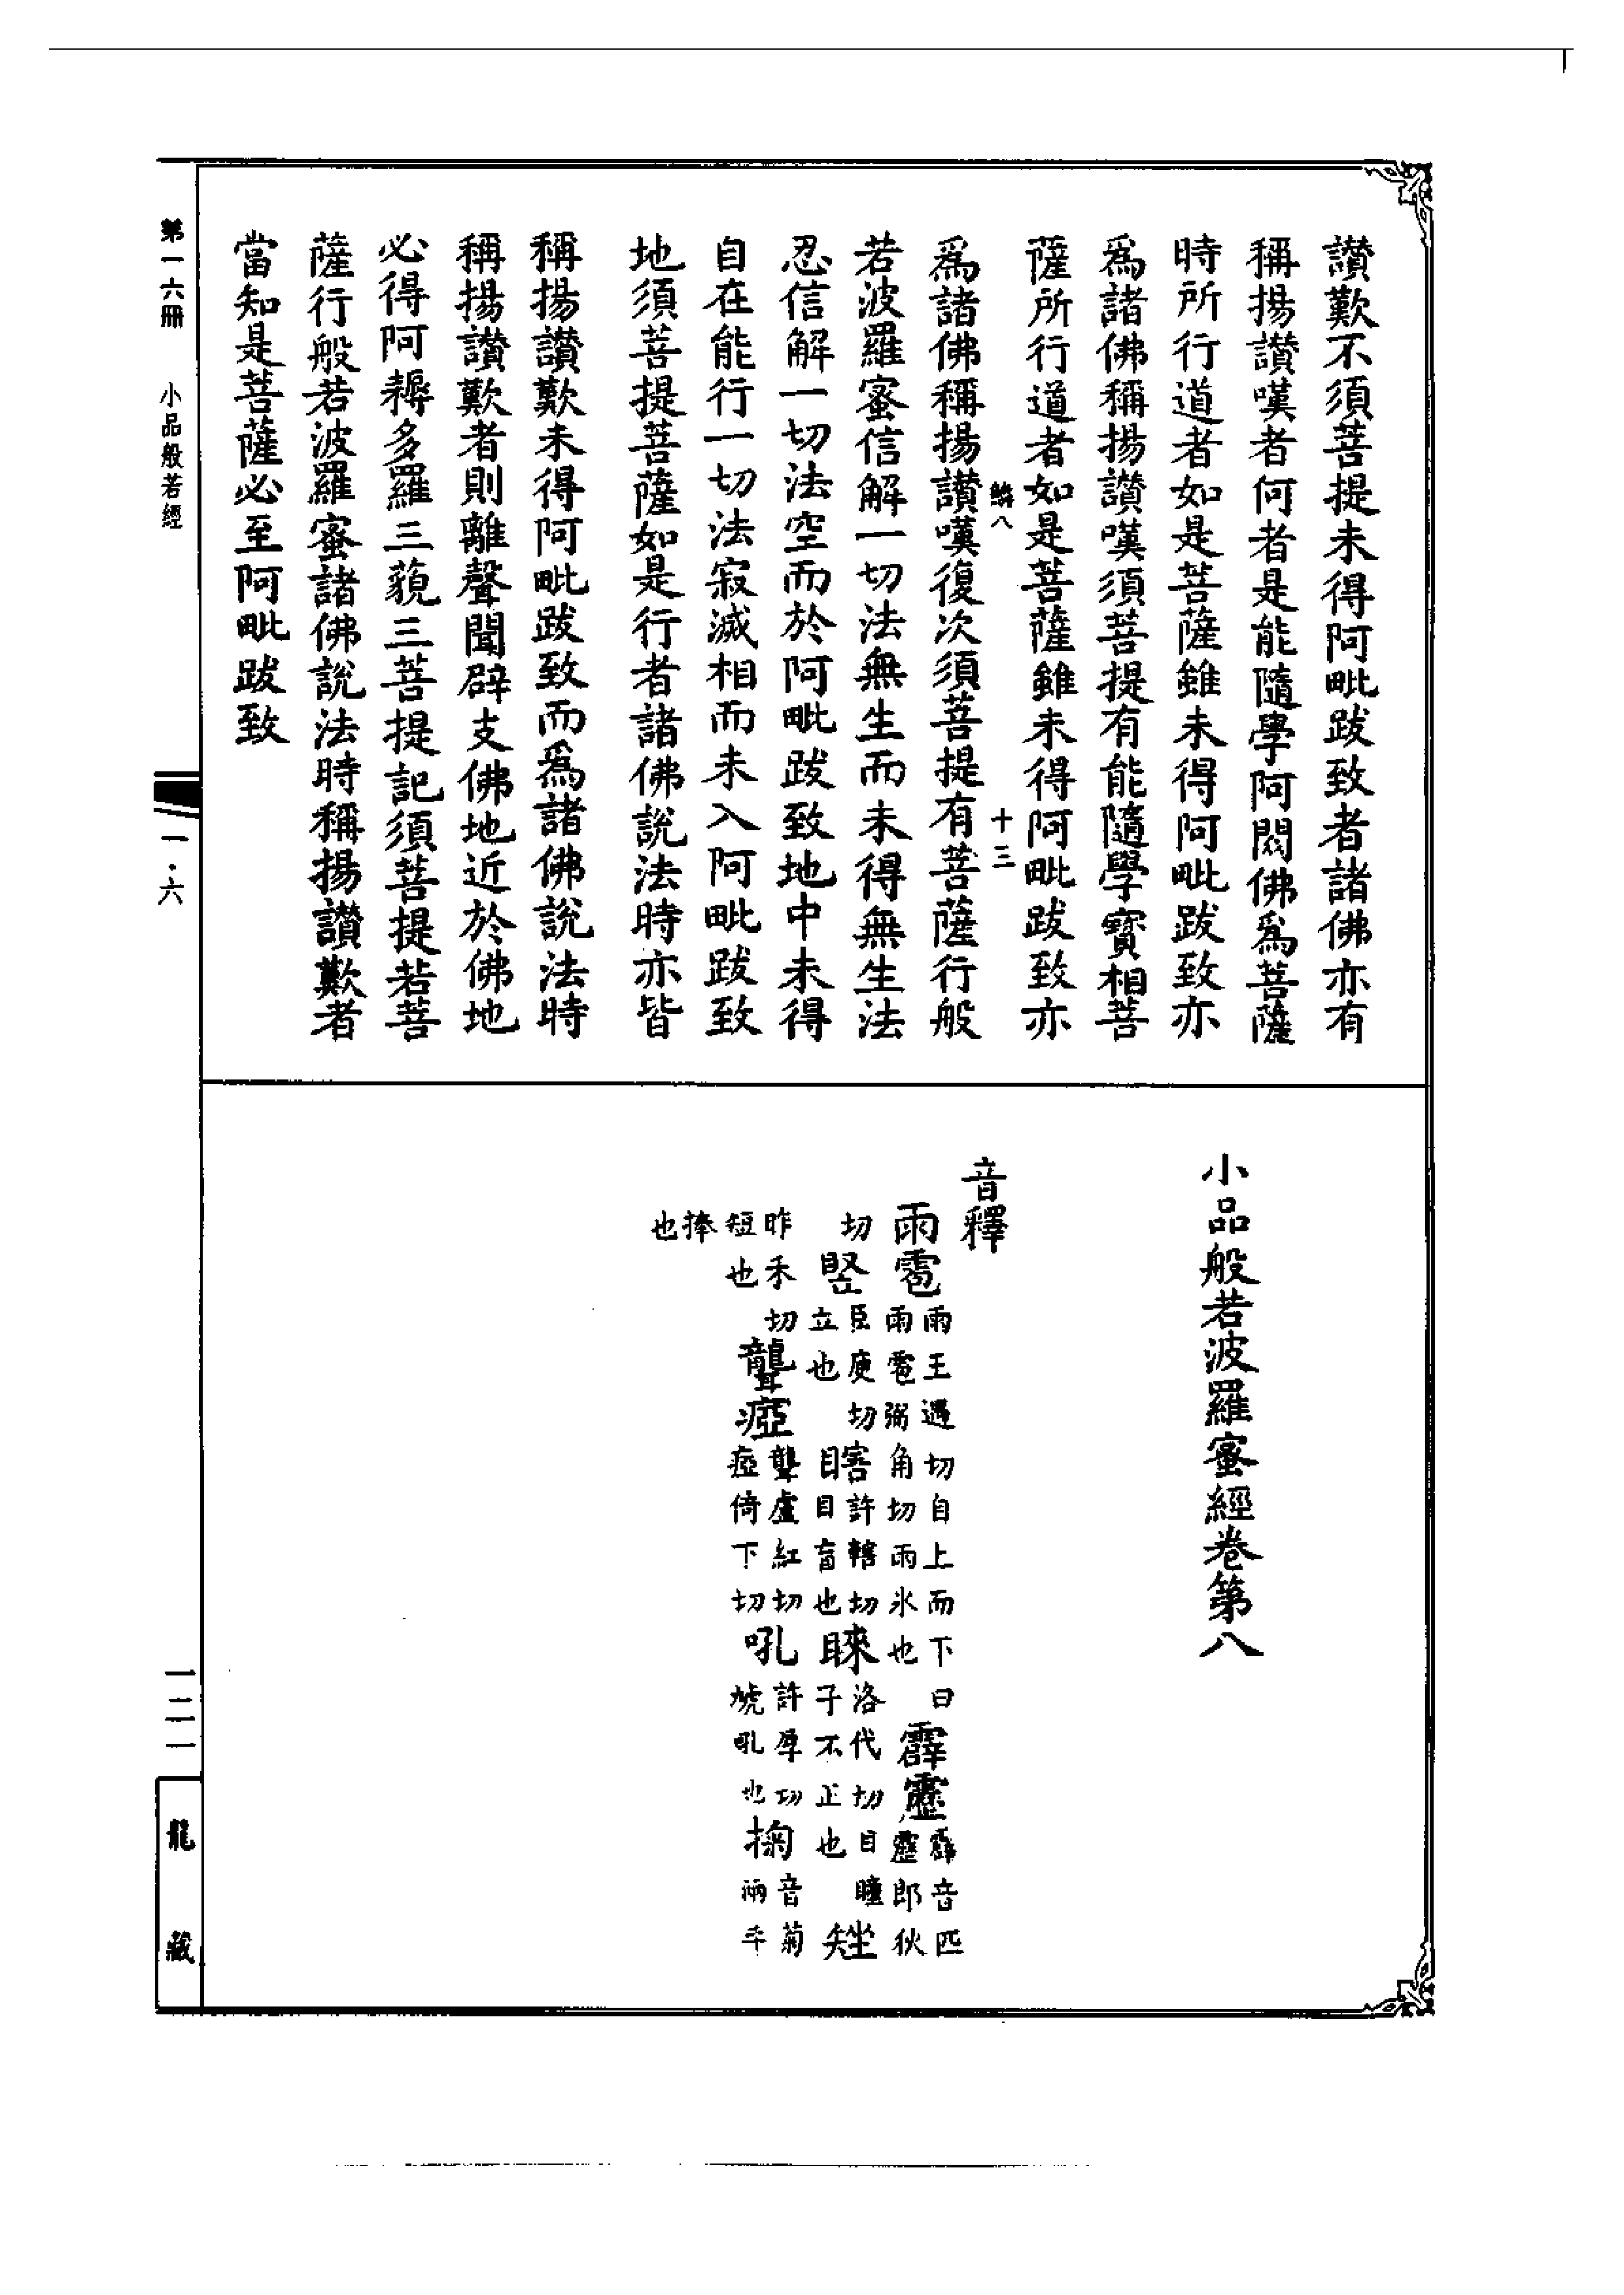 讃歎不須菩提未得阿毗跋致者諸佛亦有
稱揚讃嘆者何者是能隨學阿閦佛爲菩薩
時所行道者如是菩薩雖未得阿毗跋致亦
爲諸佛稱揚讃嘆須菩提有能隨學寳相菩
薩所行道者如是菩薩雖未得阿毗跋致亦
鱗八 十三
爲諸佛稱揚讃嘆復次須菩提有菩薩行般
若波羅蜜信解一切法無生而未得無生法
忍信解一切法空而於阿毗跋致地中未得
自在能行一切法寂滅相而未入阿毗跋致
地須菩提菩薩如是行者諸佛說法時亦皆
稱揚讃歎未得阿毗跋致而爲諸佛說法時
稱揚讃歎者則離聲聞辟支佛地近於佛地
必得阿耨多羅三藐三菩提記須菩提若菩
薩行般若波羅蜜諸佛說法時稱揚讃歎者
當知是菩薩必至阿毗跋致
小品般若波羅蜜經卷第八
音釋
雨雹 雨王遇切自上而下曰雨雹弼角切雨氷也 霹靂 霹音匹靂郎狄
切 竪 臣庾切立也 瞎 許轄切目盲也 睞 洛代切目瞳子不正也 矬
昨禾切短也 聾瘂 聾盧紅切瘂倚下切 吼 許厚切虓吼也 掬 音菊兩手
捧也
第一六冊 小品般若經
一·六
一二一
龍藏